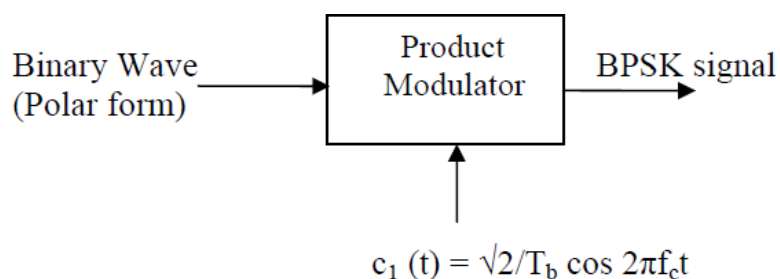 Product
Modulator
Binary Wave
(Polar form)
BPSK signal
c₁ (t) = √2/T_b cos 2πf_ct